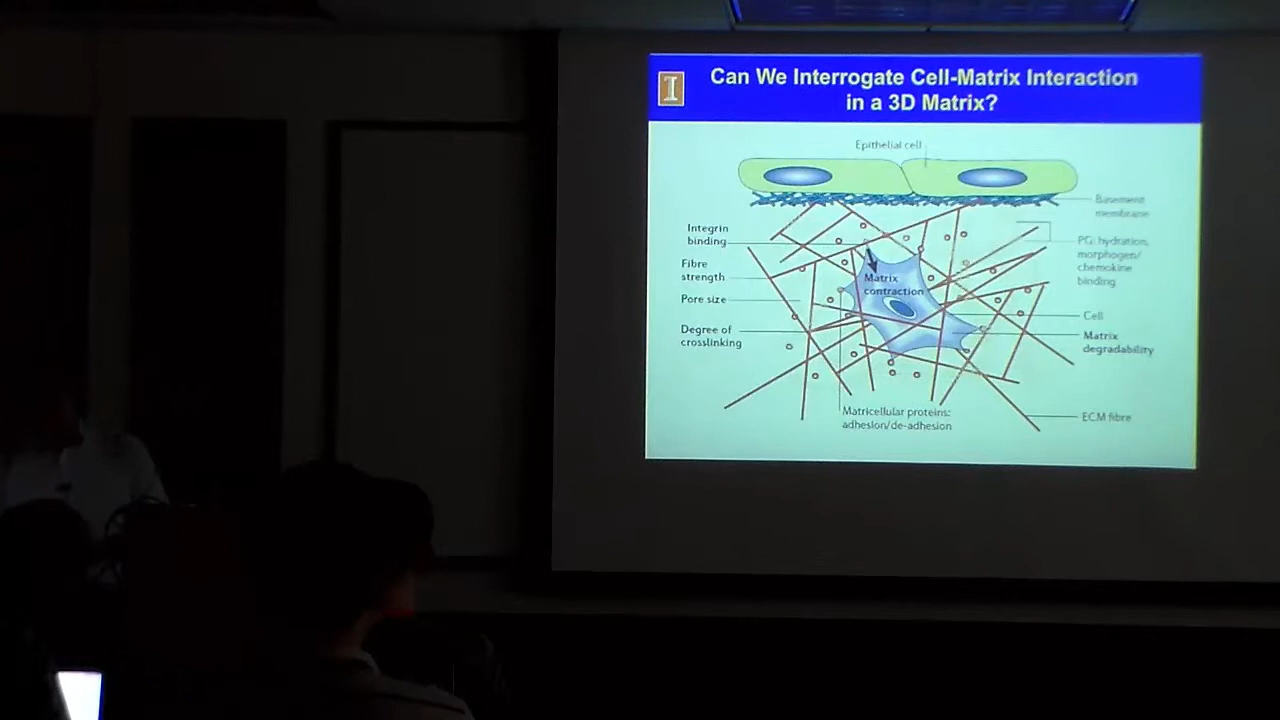 I
Can We Interrogate Cell-Matrix Interaction
in a 3D Matrix?
Epithelial cell
Basement
membrane
Integrin
binding
PG: hydration,
morphogen/
chemokine
binding
Fibre
strength
Matrix
contraction
Pore size
Cell
Degree of
crosslinking
Matrix
degradability
Matricellular proteins:
adhesion/de-adhesion
ECM fibre